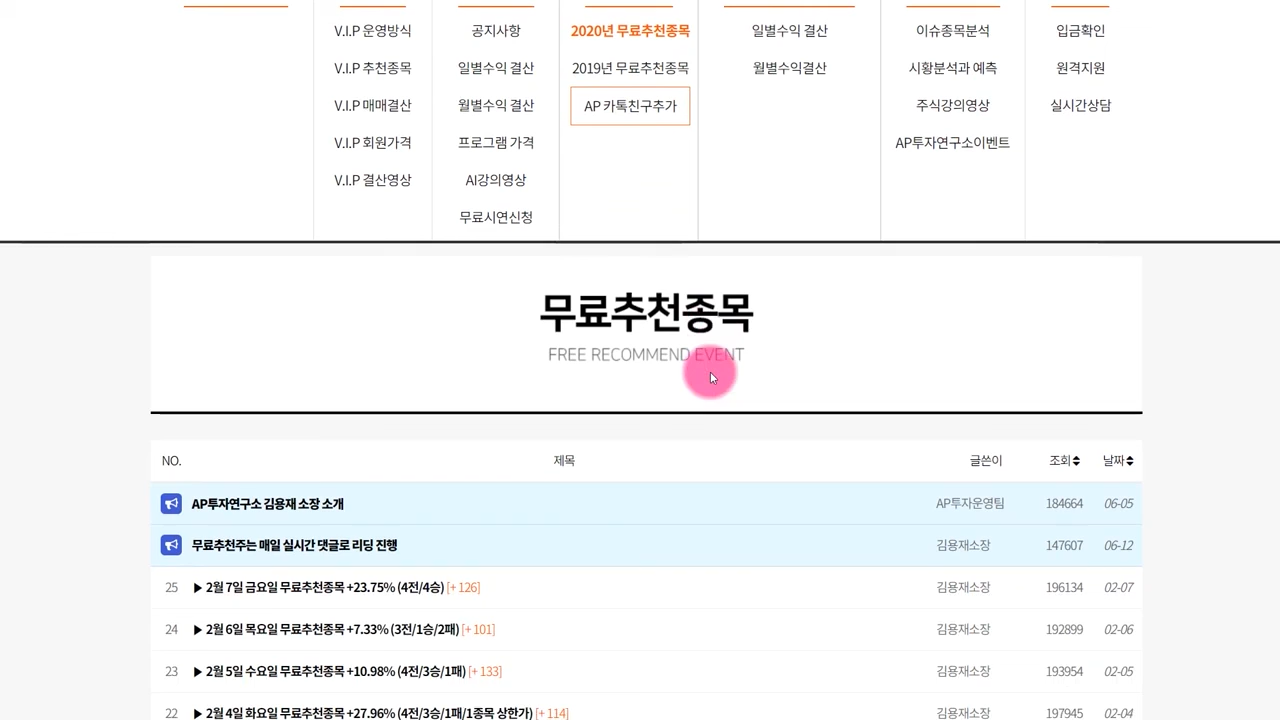 V.I.P 운영방식 공지사항 2020년 무료추천종목 일별수익 결산 이슈종목분석 입금확인
V.I.P 추천종목 일별수익 결산 2019년 무료추천종목 월별수익결산 시황분석과 예측 원격지원
V.I.P 매매결산 월별수익 결산 AP 카톡친구추가 주식강의영상 실시간상담
V.I.P 회원가격 프로그램 가격 AP투자연구소이벤트
V.I.P 결산영상 AI강의영상
무료시연신청
무료추천종목
FREE RECOMMEND EVENT
NO. 제목 글쓴이 조회 날짜
AP투자연구소 김용재 소장 소개 AP투자운영팀 184664 06-05
무료추천주는 매일 실시간 댓글로 리딩 진행 김용재소장 147607 06-12
25 ▶ 2월 7일 금요일 무료추천종목 +23.75% (4전/4승) [+ 126] 김용재소장 196134 02-07
24 ▶ 2월 6일 목요일 무료추천종목 +7.33% (3전/1승/2패) [+ 101] 김용재소장 192899 02-06
23 ▶ 2월 5일 수요일 무료추천종목 +10.98% (4전/3승/1패) [+ 133] 김용재소장 193954 02-05
22 ▶ 2월 4일 화요일 무료추천종목 +27.96% (4전/3승/1패/1종목 상한가) [+ 114] 김용재소장 197945 02-04